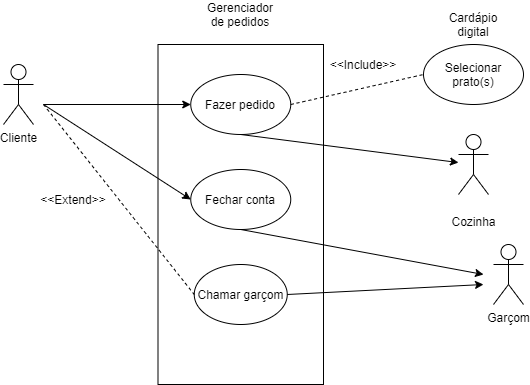 Gerenciador
de pedidos
Cardápio
digital
<<Include>>
Selecionar
prato(s)
Fazer pedido
Cliente
<<Extend>>
Fechar conta
Cozinha
Chamar garçom
Garçom